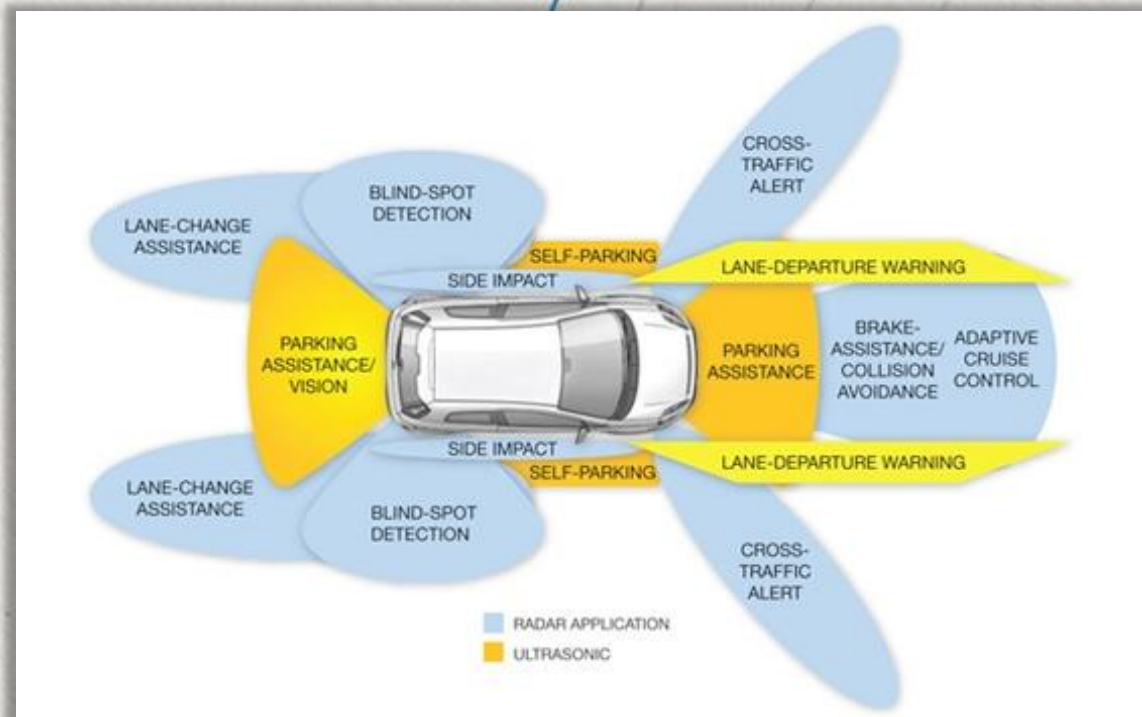 CROSS-
TRAFFIC
ALERT
BLIND-SPOT
DETECTION
LANE-CHANGE
ASSISTANCE
SELF-PARKING
LANE-DEPARTURE WARNING
SIDE IMPACT
PARKING
ASSISTANCE/
VISION
PARKING
ASSISTANCE
BRAKE-
ASSISTANCE/
COLLISION
AVOIDANCE
ADAPTIVE
CRUISE
CONTROL
SIDE IMPACT
SELF-PARKING
LANE-DEPARTURE WARNING
LANE-CHANGE
ASSISTANCE
BLIND-SPOT
DETECTION
CROSS-
TRAFFIC
ALERT
RADAR APPLICATION
ULTRASONIC